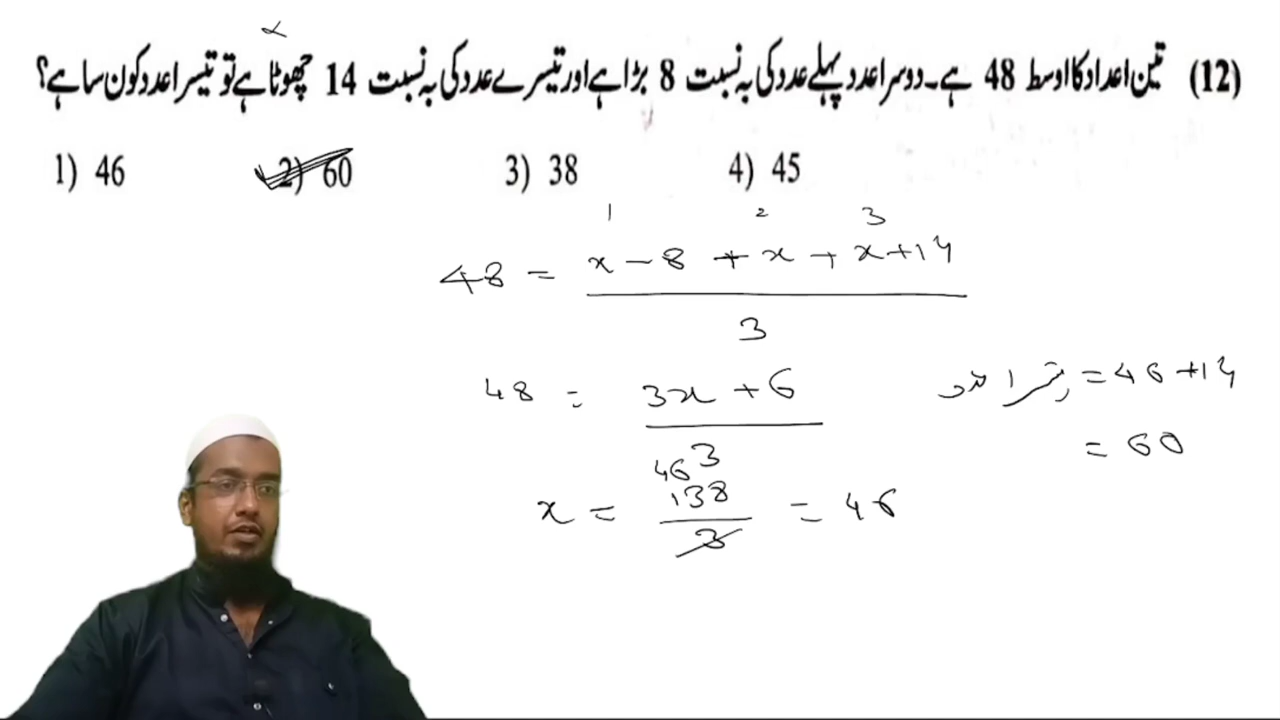 x
(12) تین اعداد کا اوسط 48 ہے۔ دوسرا عدد پہلے عدد کی بہ نسبت 8 بڑا ہے اور تیسرے عدد کی بہ نسبت 14 چھوٹا ہے تو تیسرا عدد کون سا ہے؟
1) 46 2) 60 3) 38 4) 45
1 2 3
48 = x - 8 + x + x + 14
3
48 = 3x + 6
3
= 46 + 14
= 60
46
x = 138 = 46
3